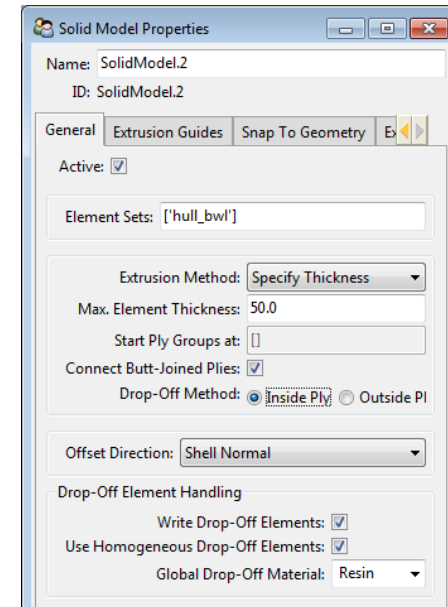 Solid Model Properties
Name: SolidModel.2
ID: SolidModel.2
General Extrusion Guides Snap To Geometry Ex
Active:
Element Sets: ['hull_bwl']
Extrusion Method: Specify Thickness
Max. Element Thickness: 50.0
Start Ply Groups at: []
Connect Butt-Joined Plies:
Drop-Off Method: Inside Ply Outside Pl
Offset Direction: Shell Normal
Drop-Off Element Handling
Write Drop-Off Elements:
Use Homogeneous Drop-Off Elements:
Global Drop-Off Material: Resin